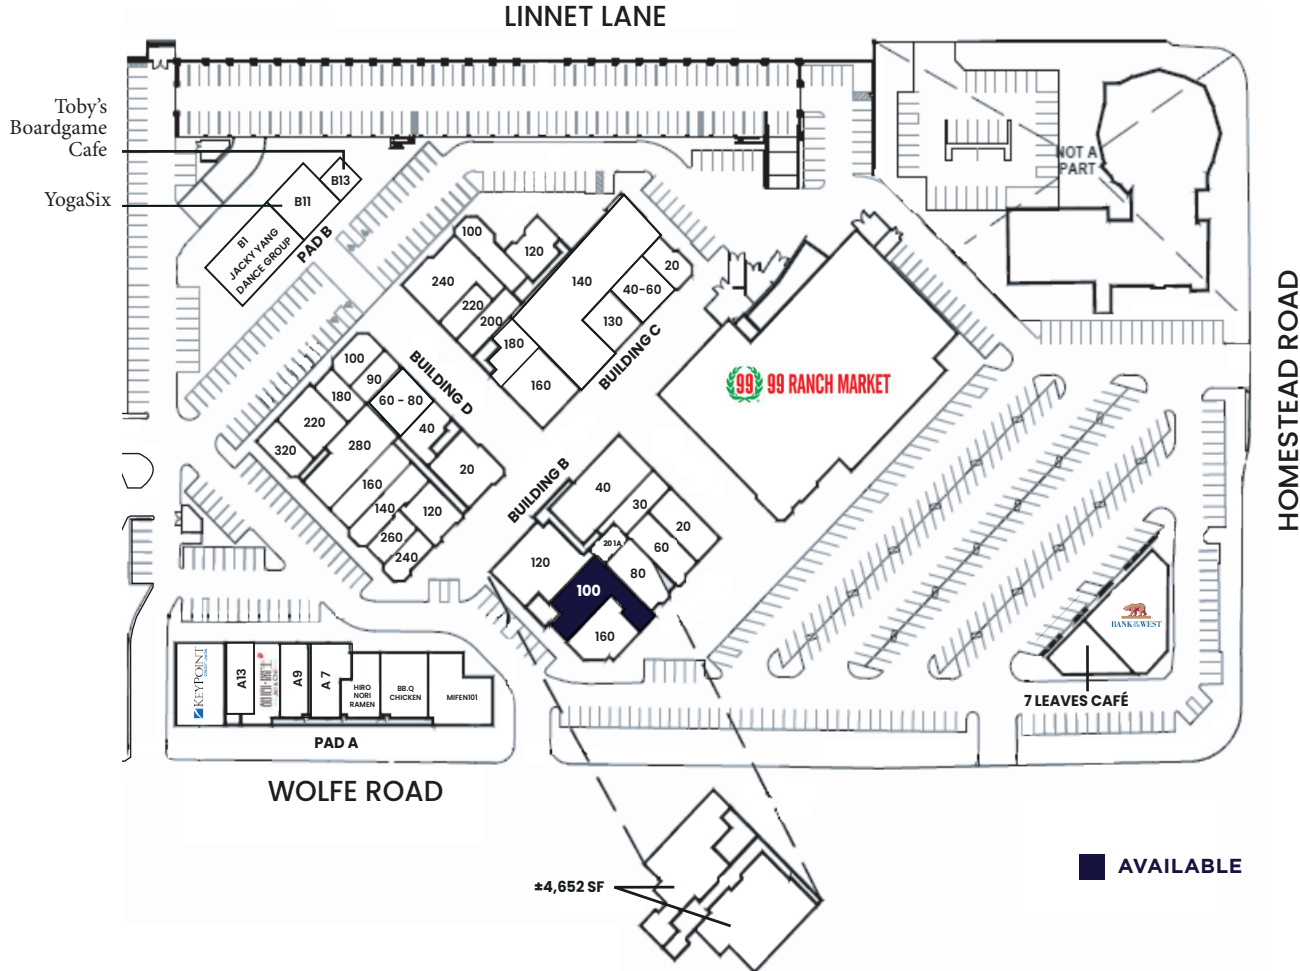 LINNET LANE
Toby's
Boardgame
Cafe
YogaSix
B13
B11
B1
JACKY YANG
DANCE GROUP
PAD B
NOT A
PART
HOMESTEAD ROAD
100
120
240
220
200
180
160
140
20
40-60
130
BUILDING C
99
99 RANCH MARKET
BUILDING D
100
90
60 - 80
40
20
180
220
320
280
160
140
120
260
240
BUILDING B
40
30
20
201A
60
80
120
100
160
BANK OF THE WEST
7 LEAVES CAFÉ
KEYPOINT
A13
A9
A 7
HIRO
NORI
RAMEN
BB.Q
CHICKEN
MIFEN101
PAD A
WOLFE ROAD
±4,652 SF
AVAILABLE